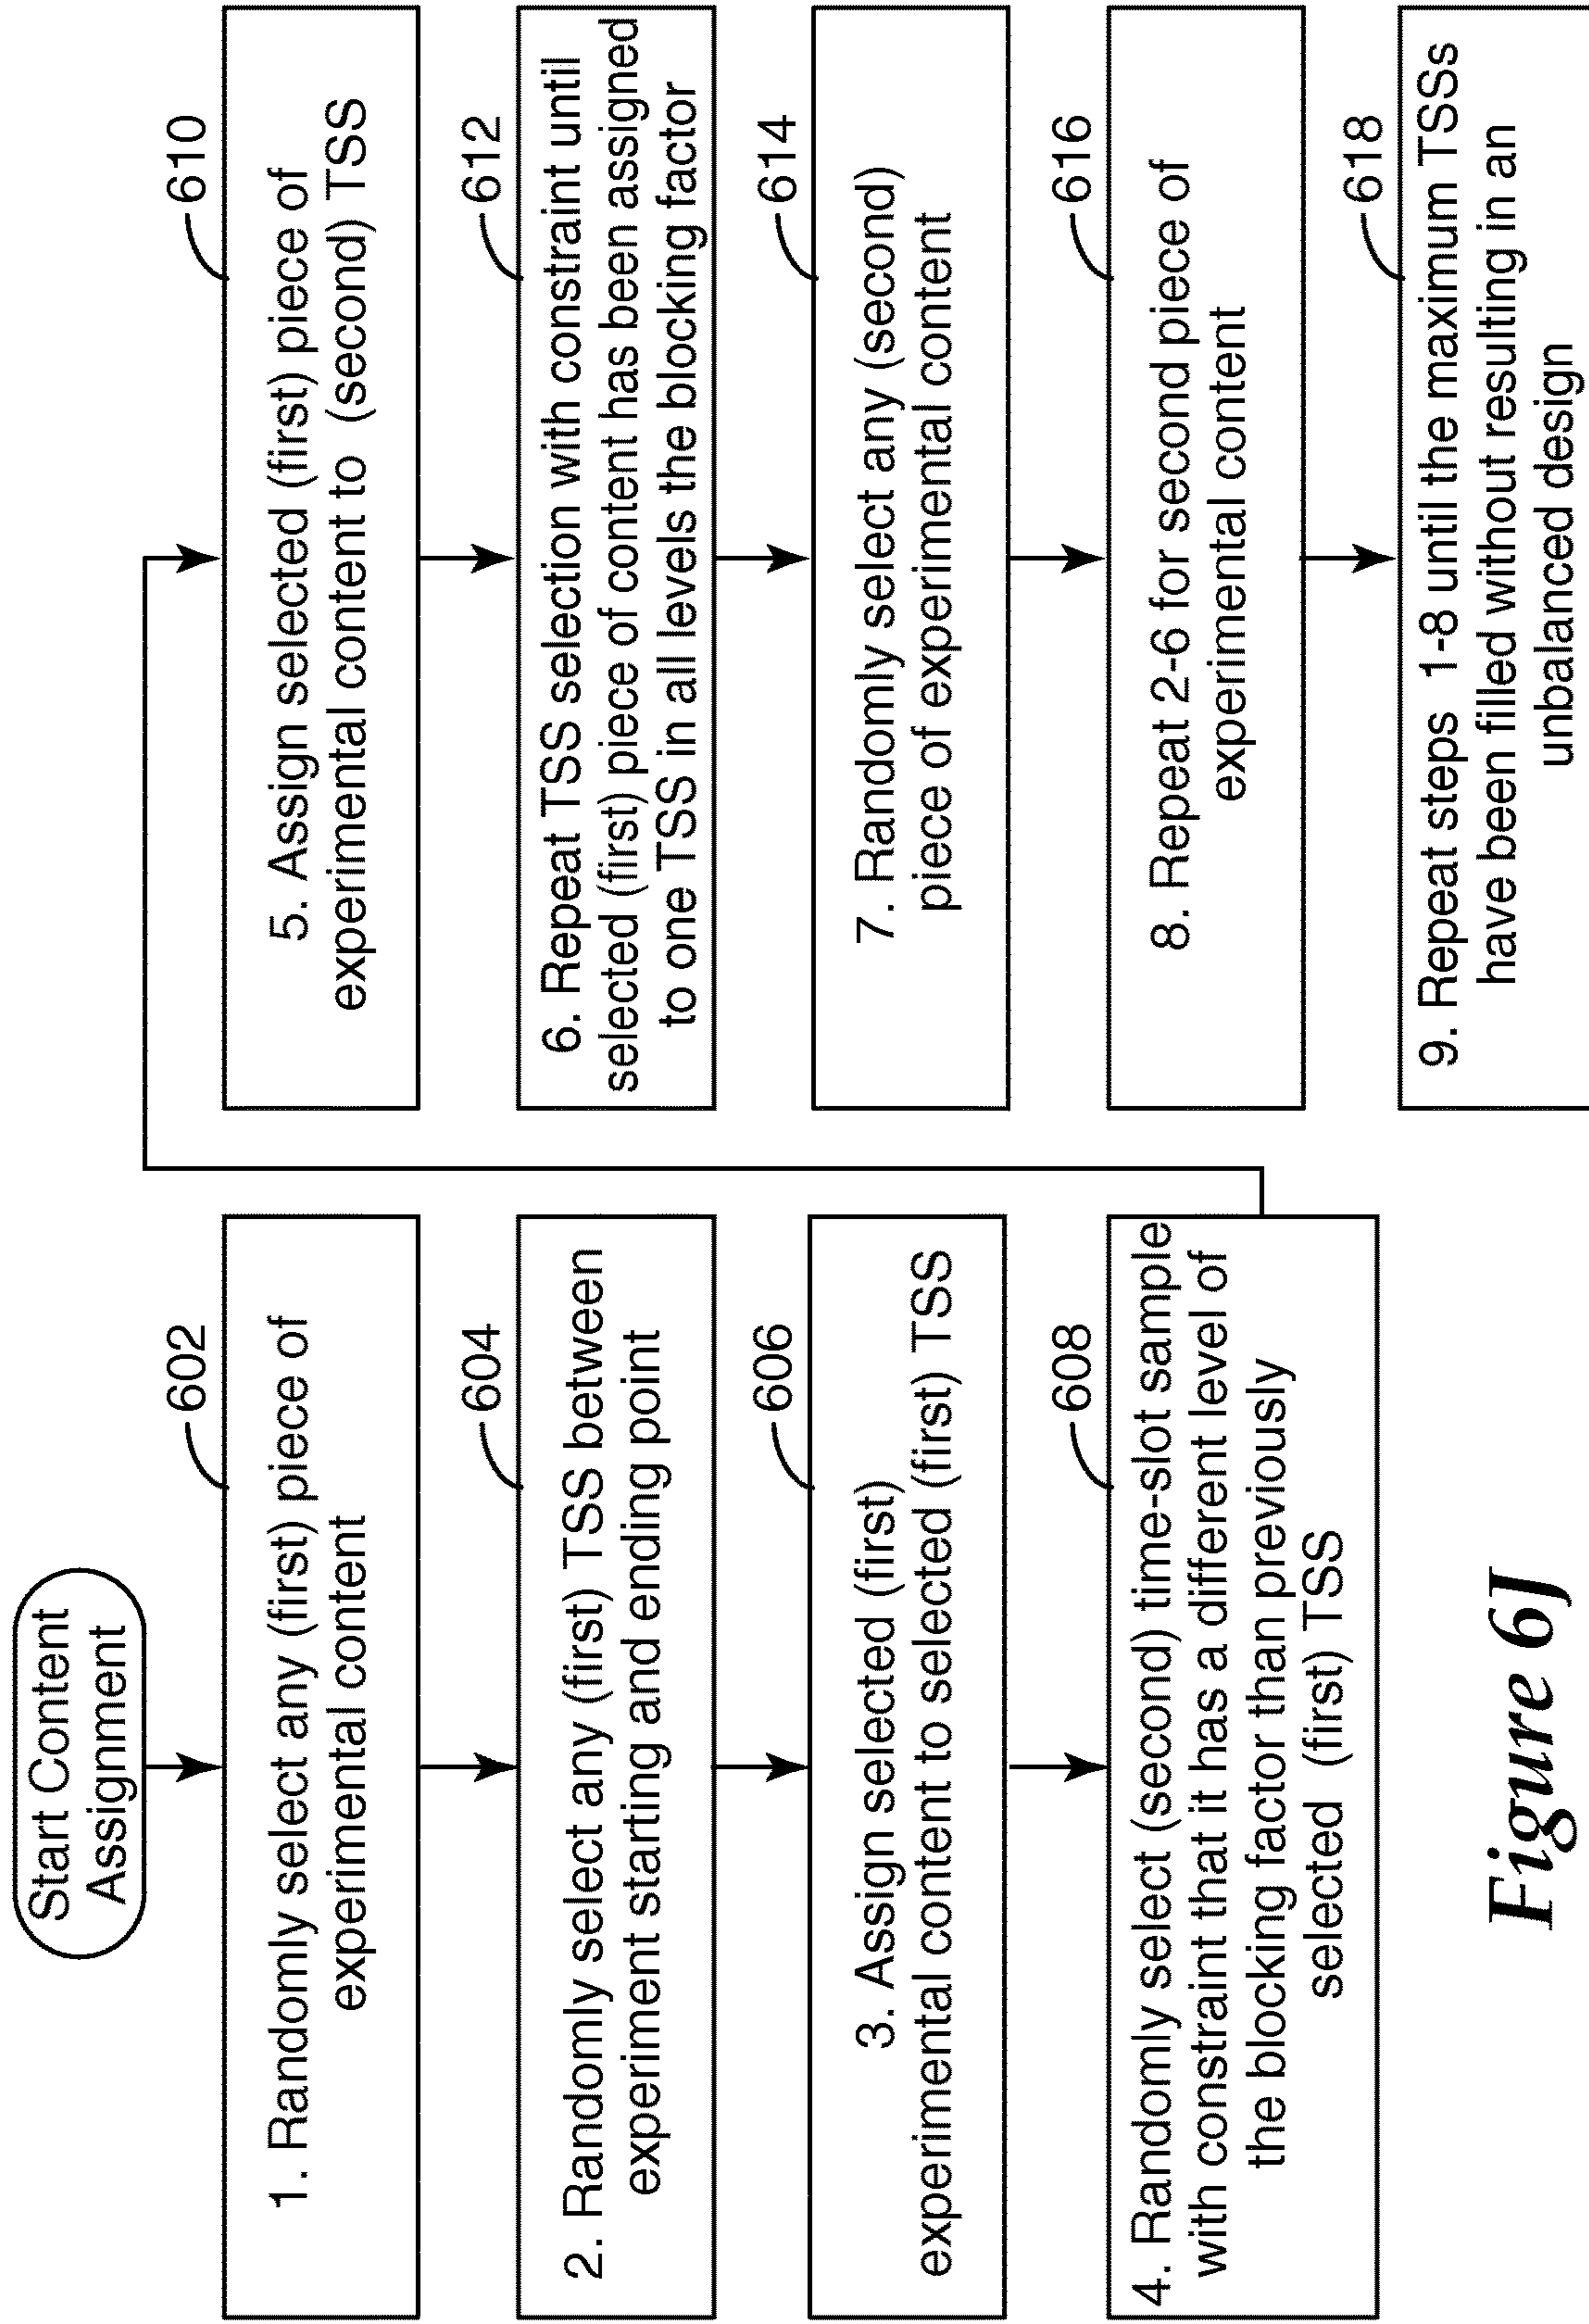 Start Content
Assignment
602
1. Randomly select any (first) piece of
experimental content
604
2. Randomly select any (first) TSS between
experiment starting and ending point
606
3. Assign selected (first)
experimental content to selected (first) TSS
608
4. Randomly select (second) time-slot sample
with constraint that it has a different level of
the blocking factor than previously
selected (first) TSS
610
5. Assign selected (first) piece of
experimental content to (second) TSS
612
6. Repeat TSS selection with constraint until
selected (first) piece of content has been assigned
to one TSS in all levels the blocking factor
614
7. Randomly select any (second)
piece of experimental content
616
8. Repeat 2-6 for second piece of
experimental content
618
9. Repeat steps 1-8 until the maximum TSSs
have been filled without resulting in an
unbalanced design
Figure 6J